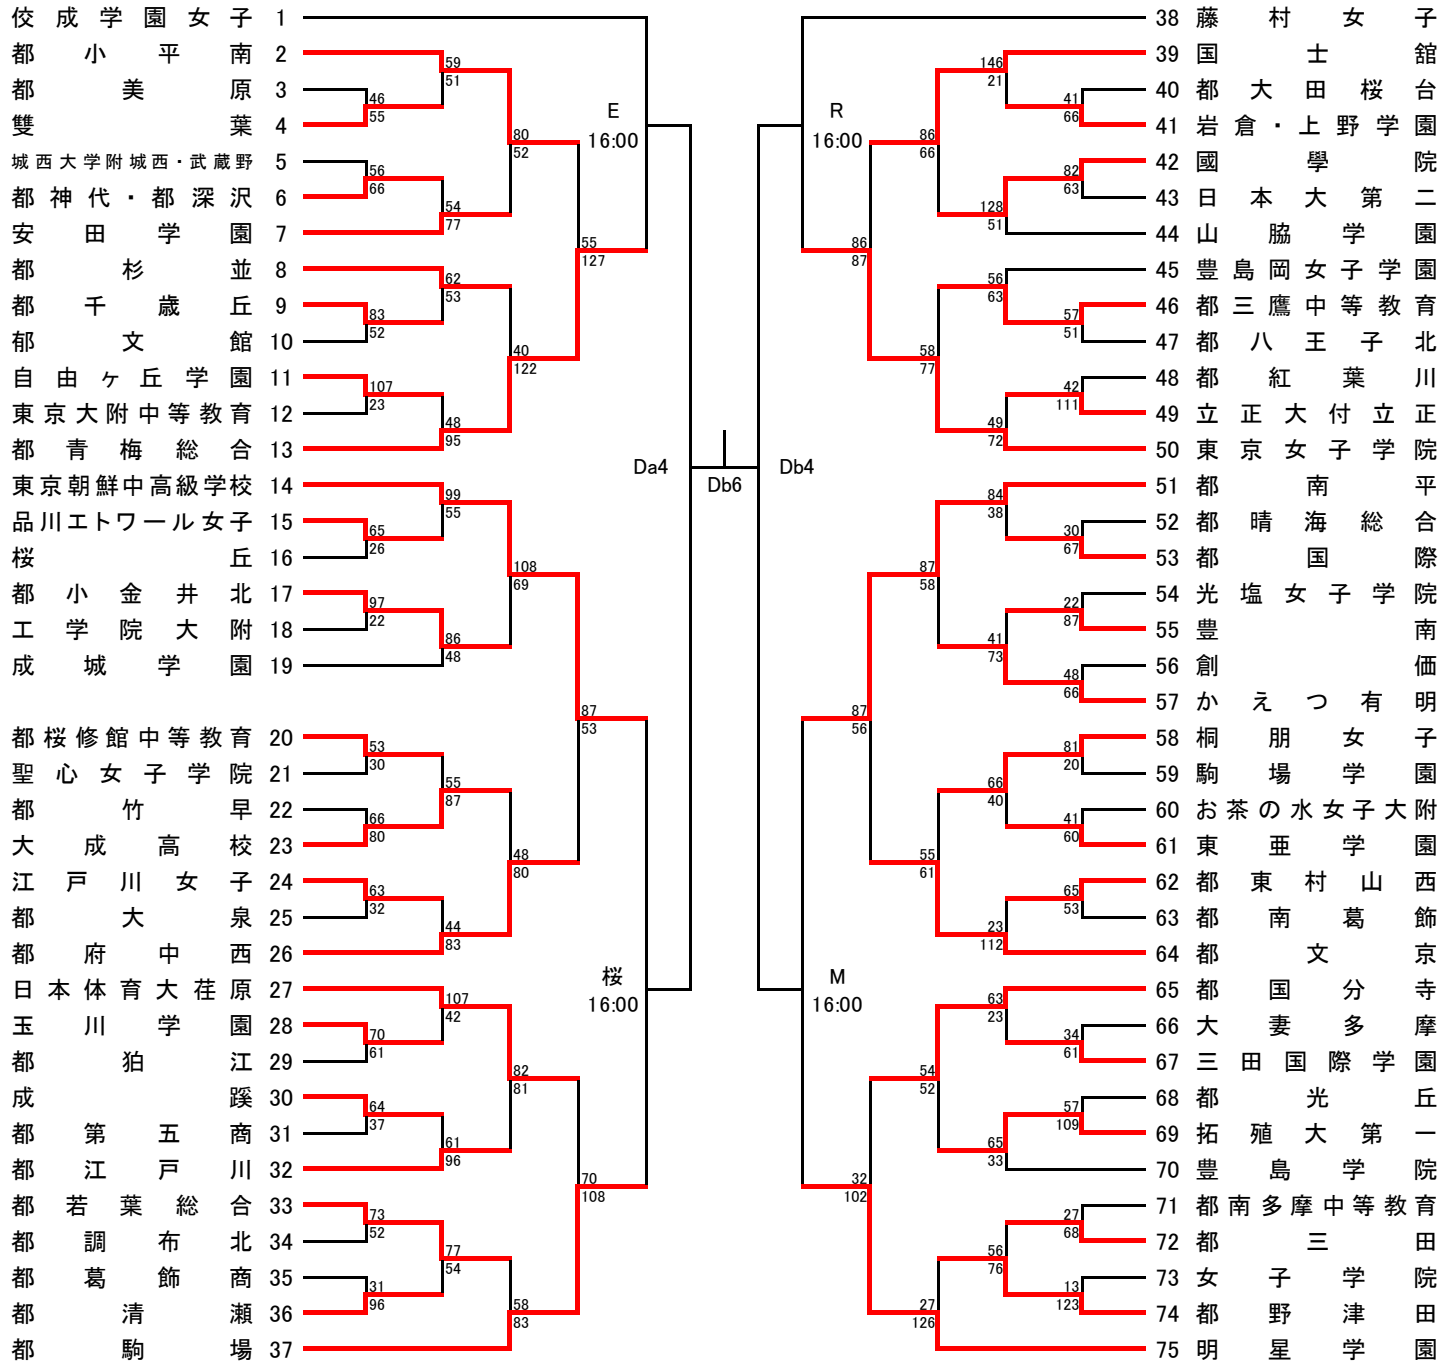 佼成学園女子 1
都小平南 2
都美原 3
雙葉 4
城西大学附城西・武蔵野 5
都神代・都深沢 6
安田学園 7
都杉並 8
都千歳丘 9
郁文館 10
自由ヶ丘学園 11
東京大附中等教育 12
都青梅総合 13
東京朝鮮中高級学校 14
品川エトワール女子 15
桜丘 16
都小金井北 17
工学院大附 18
成城学園 19
都桜修館中等教育 20
聖心女子学院 21
都竹早 22
大成高校 23
江戸川女子 24
都大泉 25
都府中西 26
日本体育大荏原 27
玉川学園 28
都狛江 29
成蹊 30
都第五商 31
都江戸川 32
都若葉総合 33
都調布北 34
都葛飾商 35
都清瀬 36
都駒場 37
46
55
56
66
83
52
107
23
65
26
97
22
53
30
66
80
63
32
70
61
64
37
73
52
31
96
59
51
54
77
62
53
48
95
99
55
86
48
55
87
44
83
107
42
61
96
77
54
80
52
40
122
108
69
48
80
82
81
58
83
55
127
87
53
70
108
E
16:00
桜
16:00
Da4
Db6
Db4
R
16:00
M
16:00
86
87
87
56
32
102
86
66
58
77
87
58
55
61
54
52
27
126
146
21
128
51
56
63
49
72
84
38
41
73
66
40
23
112
63
23
65
33
56
76
41
66
82
63
57
51
42
111
30
67
22
87
48
66
81
20
41
60
65
53
34
61
57
109
27
68
13
123
38 藤村女子
39 国士舘
40 都大田桜台
41 岩倉・上野学園
42 國學院
43 日本大第二
44 山脇学園
45 豊島岡女子学園
46 都三鷹中等教育
47 都八王子北
48 都紅葉川
49 立正大付立正
50 東京女子学院
51 都南平
52 都晴海総合
53 都国際
54 光塩女子学院
55 豊南
56 創価
57 かえつ有明
58 桐朋女子
59 駒場学園
60 お茶の水女子大附
61 東亜学園
62 都東村山西
63 都南葛飾
64 都文京
65 都国分寺
66 大妻多摩
67 三田国際学園
68 都光丘
69 拓殖大第一
70 豊島学院
71 都南多摩中等教育
72 都三田
73 女子学院
74 都野津田
75 明星学園